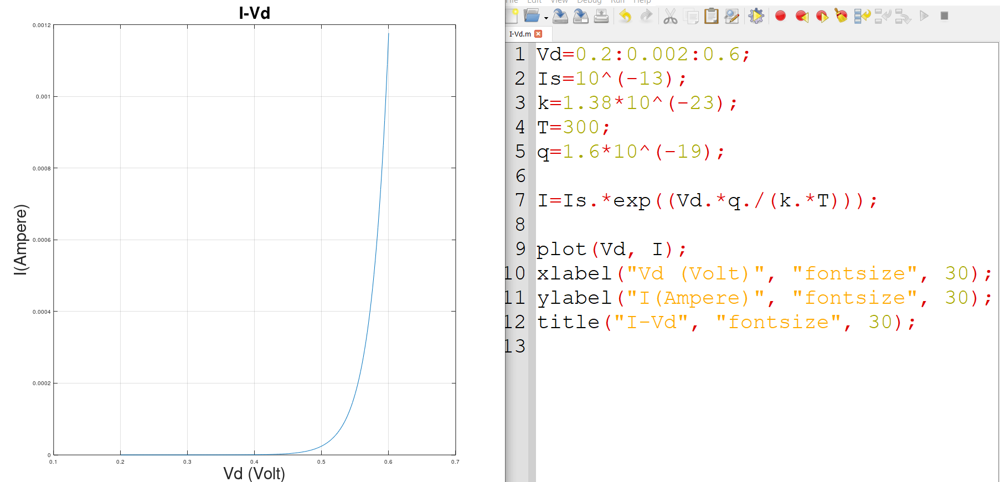 I-Vd
0.0012
0.001
0.0008
0.0006
0.0004
0.0002
0
I(Ampere)
0.1 0.2 0.3 0.4 0.5 0.6 0.7
Vd (Volt)
File Edit View Debug Run Help
I-Vd.m
1 Vd=0.2:0.002:0.6;
2 Is=10^(-13);
3 k=1.38*10^(-23);
4 T=300;
5 q=1.6*10^(-19);
6
7 I=Is.*exp((Vd.*q./(k.*T)));
8
9 plot(Vd, I);
10 xlabel("Vd (Volt)", "fontsize", 30);
11 ylabel("I(Ampere)", "fontsize", 30);
12 title("I-Vd", "fontsize", 30);
13